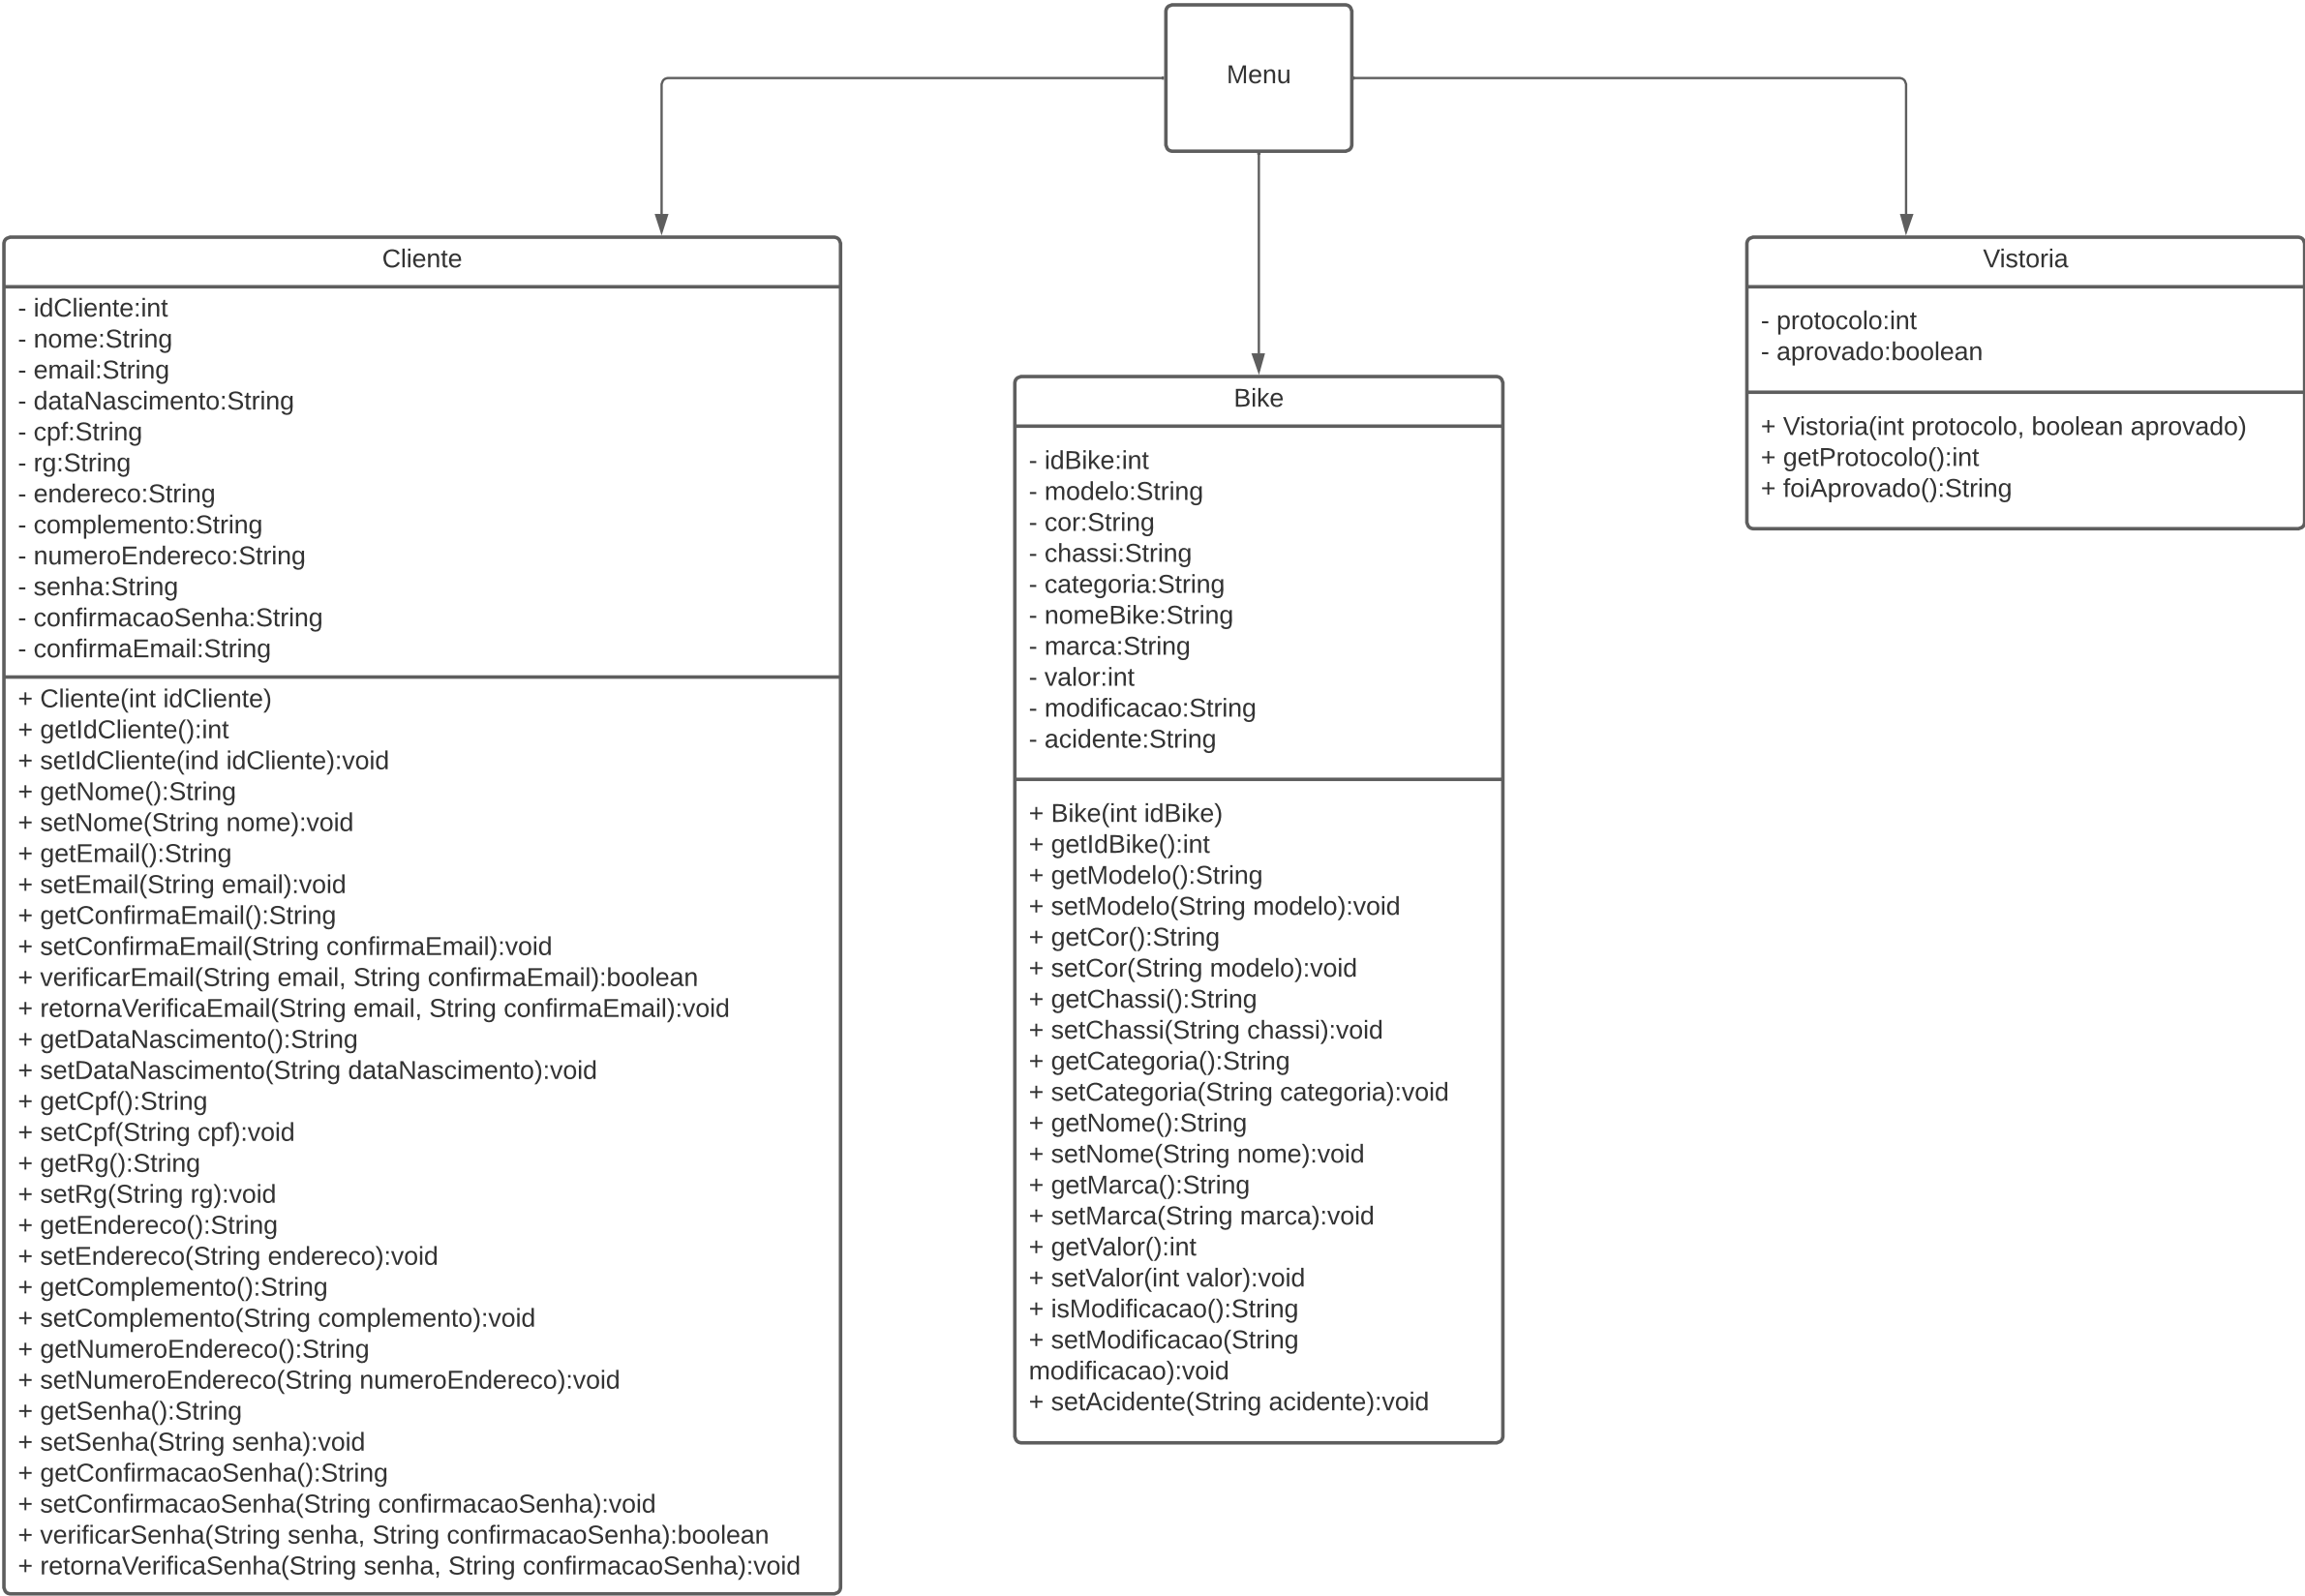 Menu
Cliente
- idCliente:int
- nome:String
- email:String
- dataNascimento:String
- cpf:String
- rg:String
- endereco:String
- complemento:String
- numeroEndereco:String
- senha:String
- confirmacaoSenha:String
- confirmaEmail:String
+ Cliente(int idCliente)
+ getIdCliente():int
+ setIdCliente(ind idCliente):void
+ getNome():String
+ setNome(String nome):void
+ getEmail():String
+ setEmail(String email):void
+ getConfirmaEmail():String
+ setConfirmaEmail(String confirmaEmail):void
+ verificarEmail(String email, String confirmaEmail):boolean
+ retornaVerificaEmail(String email, String confirmaEmail):void
+ getDataNascimento():String
+ setDataNascimento(String dataNascimento):void
+ getCpf():String
+ setCpf(String cpf):void
+ getRg():String
+ setRg(String rg):void
+ getEndereco():String
+ setEndereco(String endereco):void
+ getComplemento():String
+ setComplemento(String complemento):void
+ getNumeroEndereco():String
+ setNumeroEndereco(String numeroEndereco):void
+ getSenha():String
+ setSenha(String senha):void
+ getConfirmacaoSenha():String
+ setConfirmacaoSenha(String confirmacaoSenha):void
+ verificarSenha(String senha, String confirmacaoSenha):boolean
+ retornaVerificaSenha(String senha, String confirmacaoSenha):void
Bike
- idBike:int
- modelo:String
- cor:String
- chassi:String
- categoria:String
- nomeBike:String
- marca:String
- valor:int
- modificacao:String
- acidente:String
+ Bike(int idBike)
+ getIdBike():int
+ getModelo():String
+ setModelo(String modelo):void
+ getCor():String
+ setCor(String modelo):void
+ getChassi():String
+ setChassi(String chassi):void
+ getCategoria():String
+ setCategoria(String categoria):void
+ getNome():String
+ setNome(String nome):void
+ getMarca():String
+ setMarca(String marca):void
+ getValor():int
+ setValor(int valor):void
+ isModificacao():String
+ setModificacao(String
modificacao):void
+ setAcidente(String acidente):void
Vistoria
- protocolo:int
- aprovado:boolean
+ Vistoria(int protocolo, boolean aprovado)
+ getProtocolo():int
+ foiAprovado():String